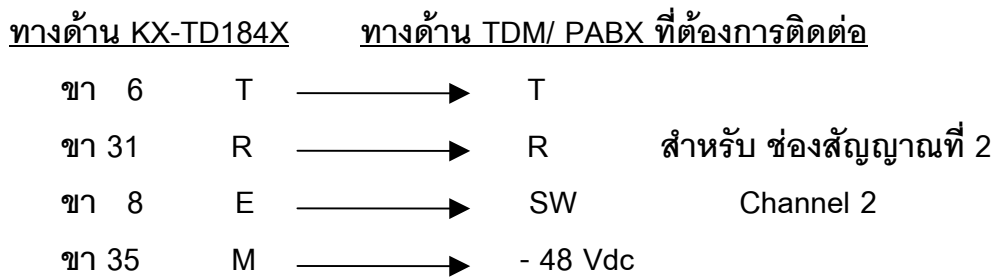 ทางด้าน KX-TD184X ทางด้าน TDM/ PABX ที่ต้องการติดต่อ
ขา 6 T T
ขา 31 R R สำหรับ ช่องสัญญาณที่ 2
ขา 8 E SW Channel 2
ขา 35 M - 48 Vdc